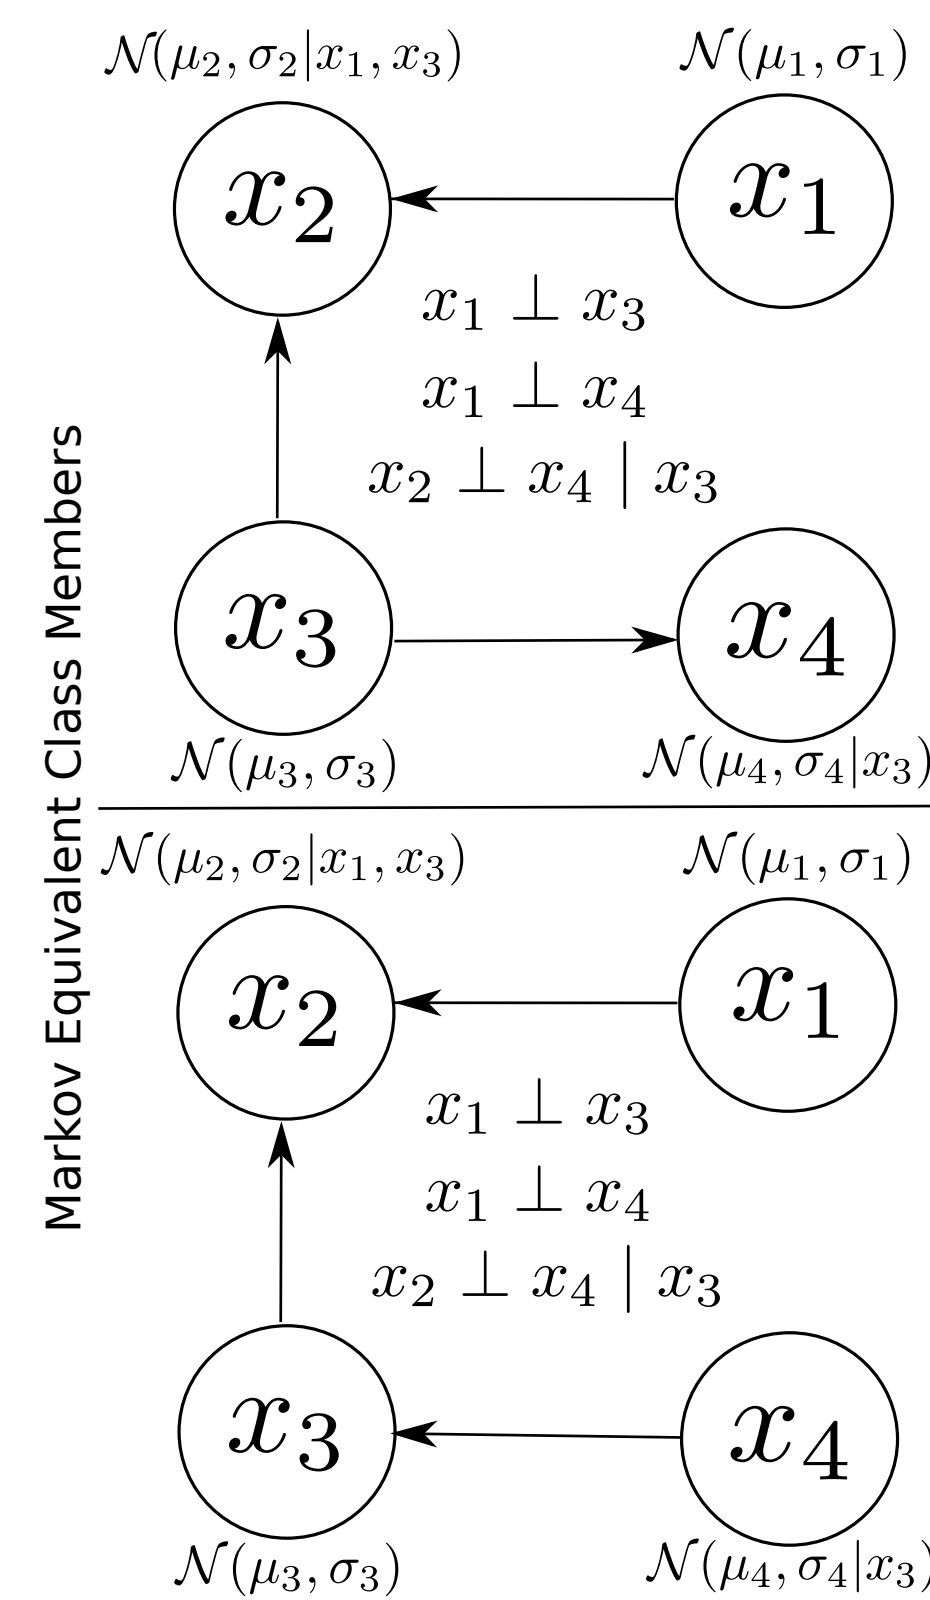 Markov Equivalent Class Members
𝒩(μ₂, σ₂|x₁, x₃)
𝒩(μ₁, σ₁)
x₂
x₁
x₁ ⊥ x₃
x₁ ⊥ x₄
x₂ ⊥ x₄ | x₃
x₃
x₄
𝒩(μ₃, σ₃)
𝒩(μ₄, σ₄|x₃)
𝒩(μ₂, σ₂|x₁, x₃)
𝒩(μ₁, σ₁)
x₂
x₁
x₁ ⊥ x₃
x₁ ⊥ x₄
x₂ ⊥ x₄ | x₃
x₃
x₄
𝒩(μ₃, σ₃)
𝒩(μ₄, σ₄|x₃)